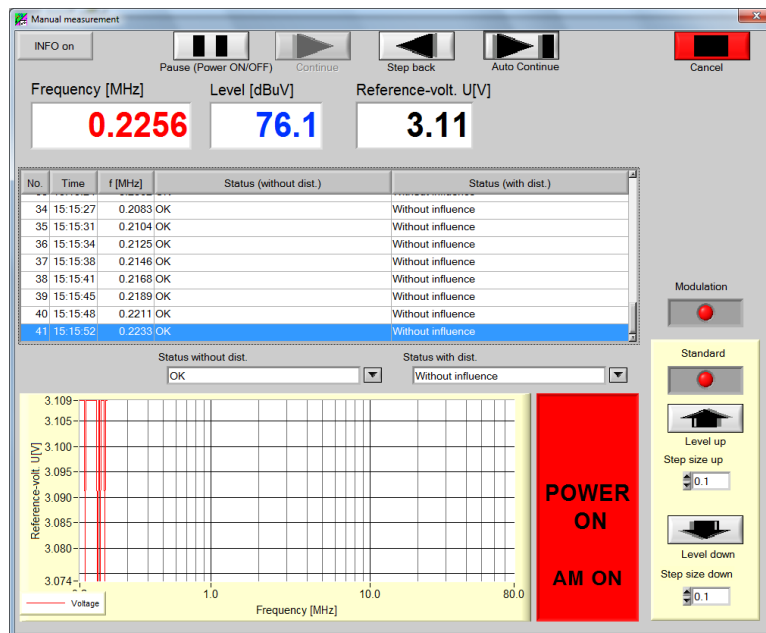 Manual measurement
INFO on
Pause (Power ON/OFF)
Continue
Step back
Auto Continue
Cancel
Frequency [MHz]
Level [dBuV]
Reference-volt. U[V]
0.2256
76.1
3.11
No. Time f [MHz] Status (without dist.) Status (with dist.)
34 15:15:27 0.2083 OK Without influence
35 15:15:31 0.2104 OK Without influence
36 15:15:34 0.2125 OK Without influence
37 15:15:38 0.2146 OK Without influence
38 15:15:41 0.2168 OK Without influence
39 15:15:45 0.2189 OK Without influence
40 15:15:48 0.2211 OK Without influence
41 15:15:52 0.2233 OK Without influence
Modulation
Status without dist.
OK
Status with dist.
Without influence
Standard
Level up
Step size up
0.1
Level down
Step size down
0.1
Reference-volt. U[V]
3.109
3.105
3.100
3.095
3.090
3.085
3.080
3.074
1.0
10.0
80.0
Frequency [MHz]
Voltage
POWER
ON
AM ON